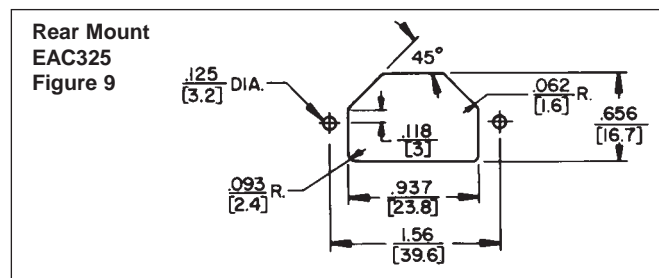 Rear Mount
EAC325
Figure 9
45°
.125 DIA.
[3.2]
.062 R.
[1.6]
.656
[16.7]
.118
[3]
.093 R.
[2.4]
.937
[23.8]
1.56
[39.6]